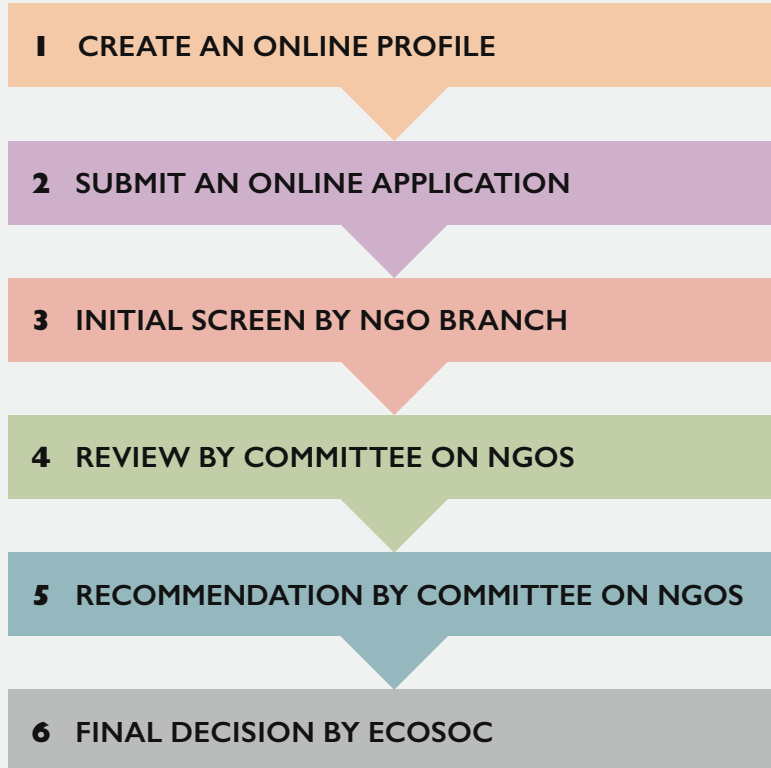 1 CREATE AN ONLINE PROFILE
2 SUBMIT AN ONLINE APPLICATION
3 INITIAL SCREEN BY NGO BRANCH
4 REVIEW BY COMMITTEE ON NGOS
5 RECOMMENDATION BY COMMITTEE ON NGOS
6 FINAL DECISION BY ECOSOC